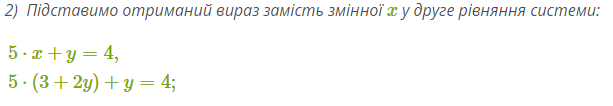 2) Підставимо отриманий вираз замість змінної x у друге рівняння системи:
5 · x + y = 4,
5 · (3 + 2y) + y = 4;